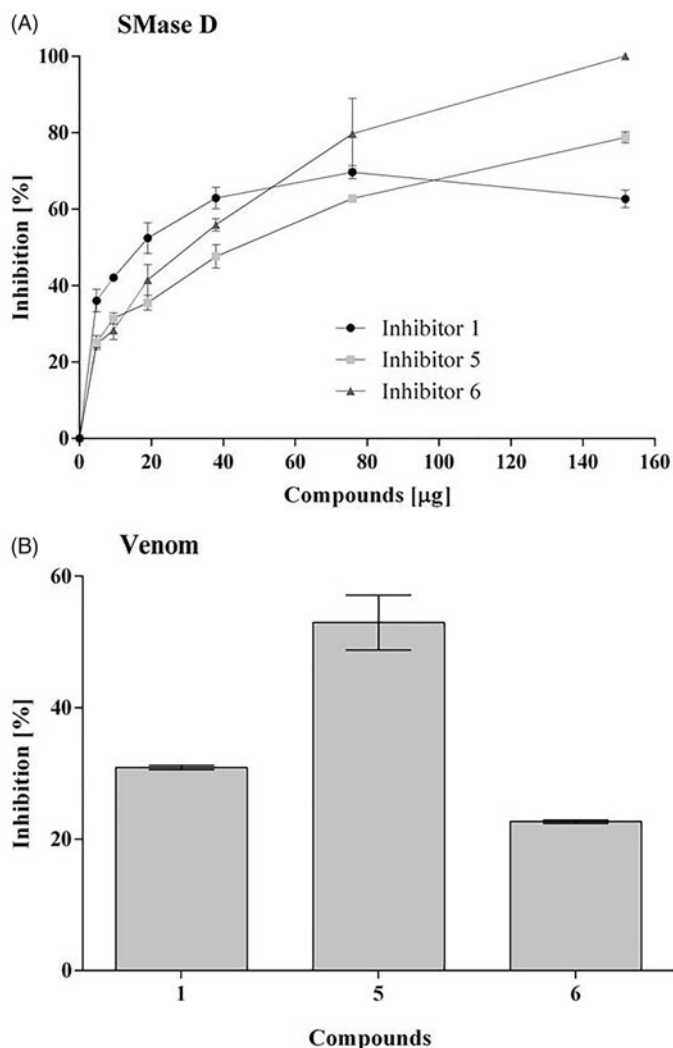 (A)
SMase D
100
80
60
40
20
0
Inhibition [%]
Inhibitor 1
Inhibitor 5
Inhibitor 6
0 20 40 60 80 100 120 140 160
Compounds [µg]
(B)
Venom
60
40
20
0
Inhibition [%]
1 5 6
Compounds